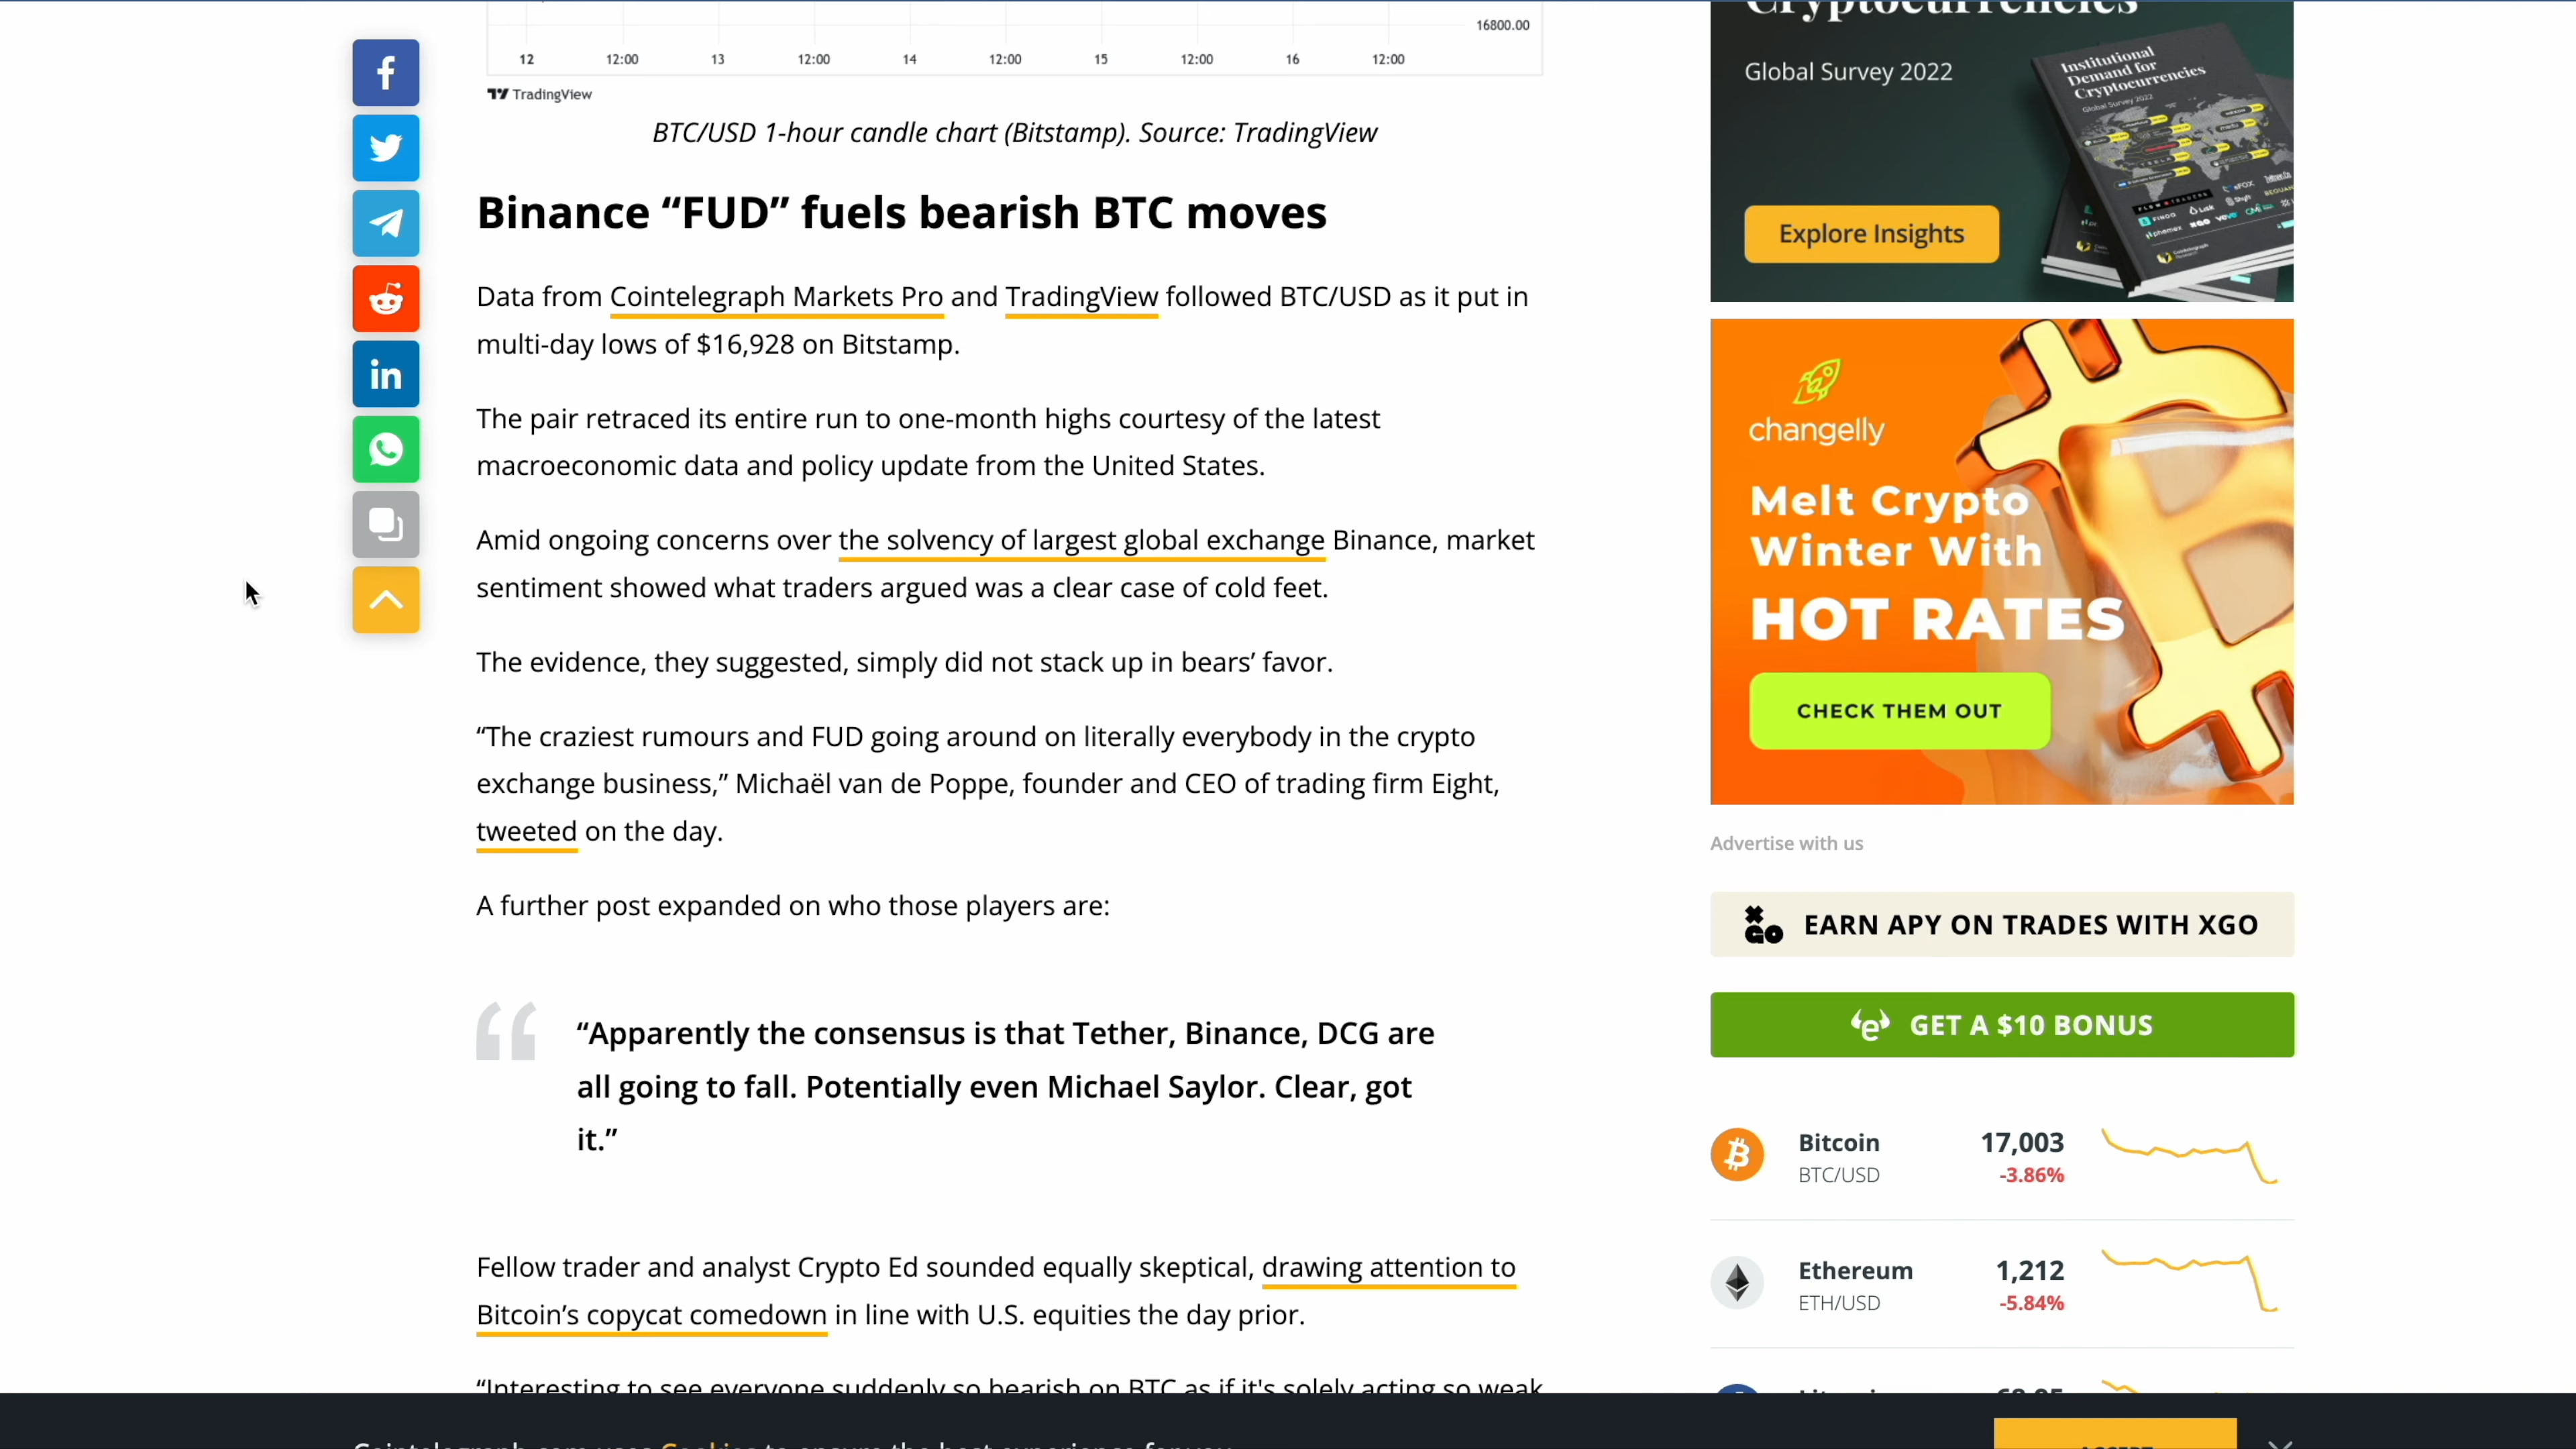 16800.00
12 12:00 13 12:00 14 12:00 15 12:00 16 12:00
TradingView
BTC/USD 1-hour candle chart (Bitstamp). Source: TradingView
Binance “FUD” fuels bearish BTC moves
Data from Cointelegraph Markets Pro and TradingView followed BTC/USD as it put in
multi-day lows of $16,928 on Bitstamp.
The pair retraced its entire run to one-month highs courtesy of the latest
macroeconomic data and policy update from the United States.
Amid ongoing concerns over the solvency of largest global exchange Binance, market
sentiment showed what traders argued was a clear case of cold feet.
The evidence, they suggested, simply did not stack up in bears’ favor.
“The craziest rumours and FUD going around on literally everybody in the crypto
exchange business,” Michaël van de Poppe, founder and CEO of trading firm Eight,
tweeted on the day.
A further post expanded on who those players are:
“Apparently the consensus is that Tether, Binance, DCG are
all going to fall. Potentially even Michael Saylor. Clear, got
it.”
Fellow trader and analyst Crypto Ed sounded equally skeptical, drawing attention to
Bitcoin’s copycat comedown in line with U.S. equities the day prior.
“Interesting to see everyone suddenly so bearish on BTC as if it's solely acting so weak
Cryptocurrencies
Global Survey 2022
Explore Insights
Institutional
Demand for
Cryptocurrencies
Global Survey 2022
changelly
Melt Crypto
Winter With
HOT RATES
CHECK THEM OUT
Advertise with us
XGO EARN APY ON TRADES WITH XGO
e GET A $10 BONUS
Bitcoin 17,003
BTC/USD -3.86%
Ethereum 1,212
ETH/USD -5.84%
Cointelegraph.com uses Cookies to ensure the best experience for you.
ACCEPT